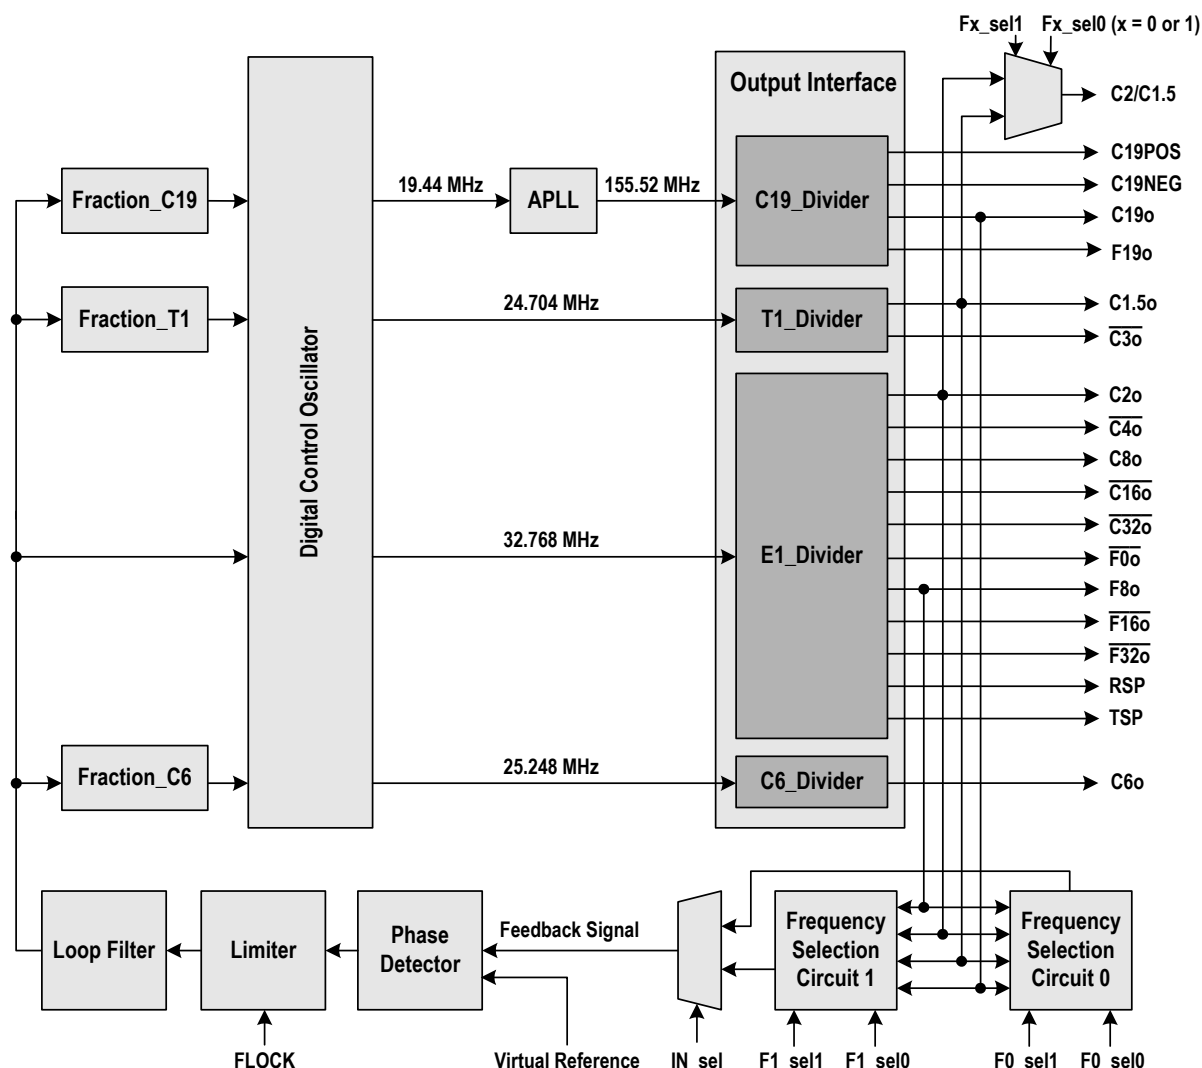 Fx_sel1 Fx_sel0 (x = 0 or 1)
Output Interface
C2/C1.5
Fraction_C19
19.44 MHz
APLL
155.52 MHz
C19_Divider
C19POS
C19NEG
C19o
F19o
Fraction_T1
24.704 MHz
T1_Divider
C1.5o
C3o
Digital Control Oscillator
32.768 MHz
E1_Divider
C2o
C4o
C8o
C16o
C32o
F0o
F8o
F16o
F32o
RSP
TSP
Fraction_C6
25.248 MHz
C6_Divider
C6o
Loop Filter
Limiter
Phase
Detector
Feedback Signal
Frequency
Selection
Circuit 1
Frequency
Selection
Circuit 0
FLOCK
Virtual Reference
IN_sel
F1_sel1
F1_sel0
F0_sel1
F0_sel0